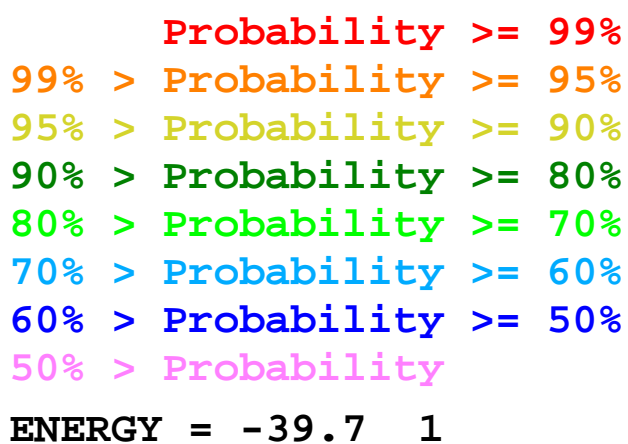 Probability >= 99%
99% > Probability >= 95%
95% > Probability >= 90%
90% > Probability >= 80%
80% > Probability >= 70%
70% > Probability >= 60%
60% > Probability >= 50%
50% > Probability
ENERGY = -39.7  1